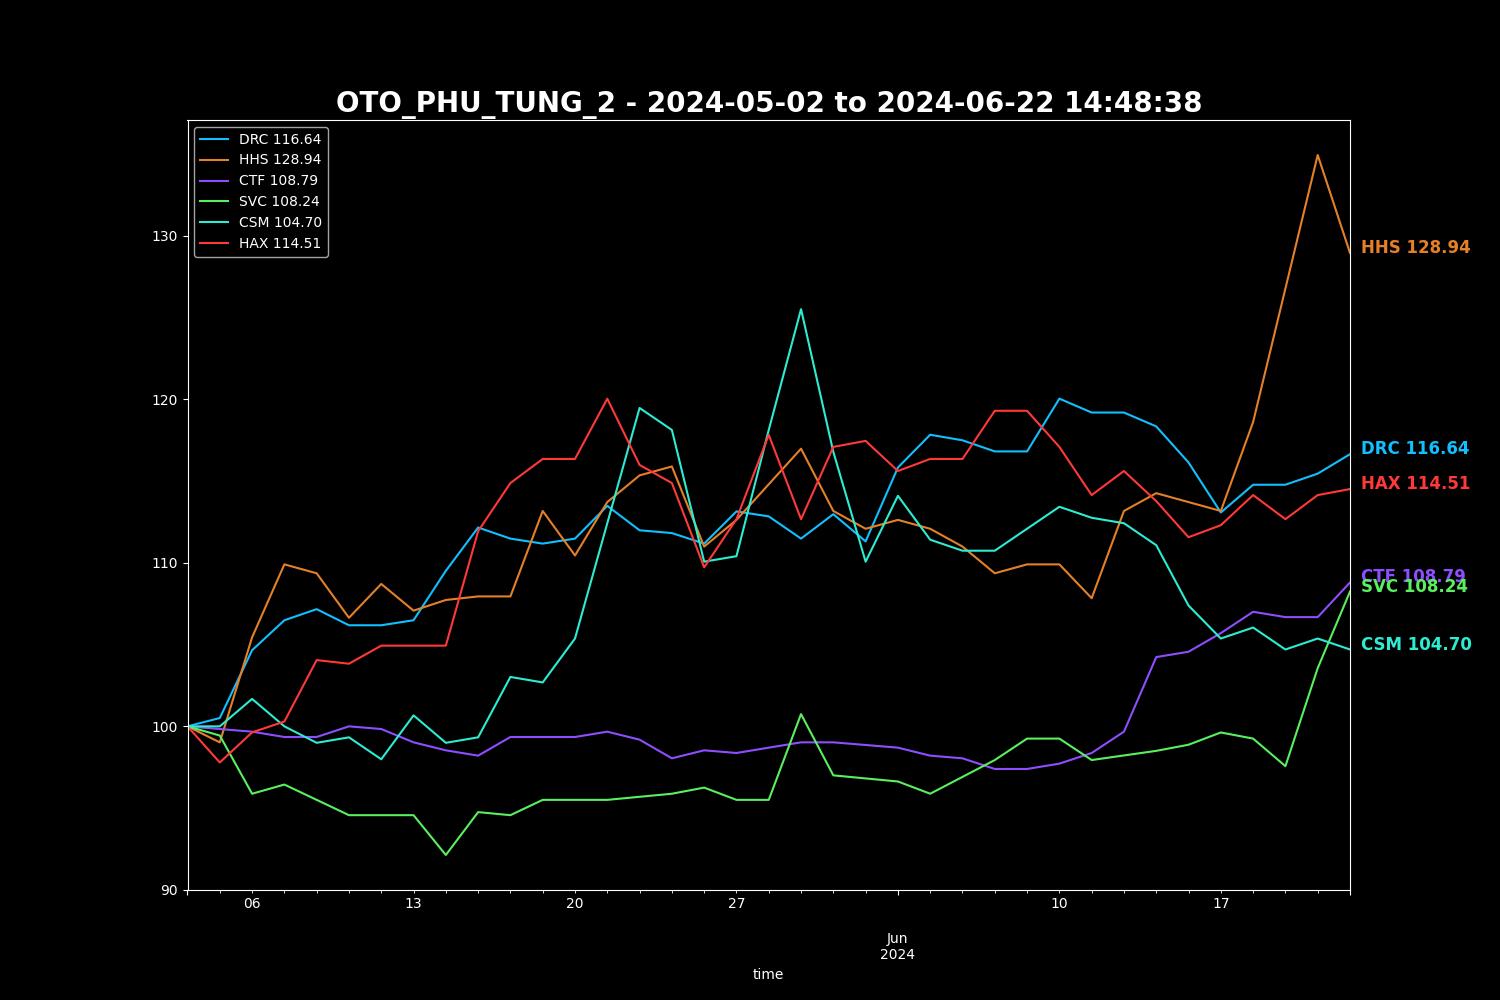 OTO_PHU_TUNG_2 - 2024-05-02 to 2024-06-22 14:48:38
DRC 116.64
HHS 128.94
CTF 108.79
SVC 108.24
CSM 104.70
HAX 114.51
130
120
110
100
90
HHS 128.94
DRC 116.64
HAX 114.51
CTF 108.79
SVC 108.24
CSM 104.70
06 13 20 27 10 17
Jun
2024
time